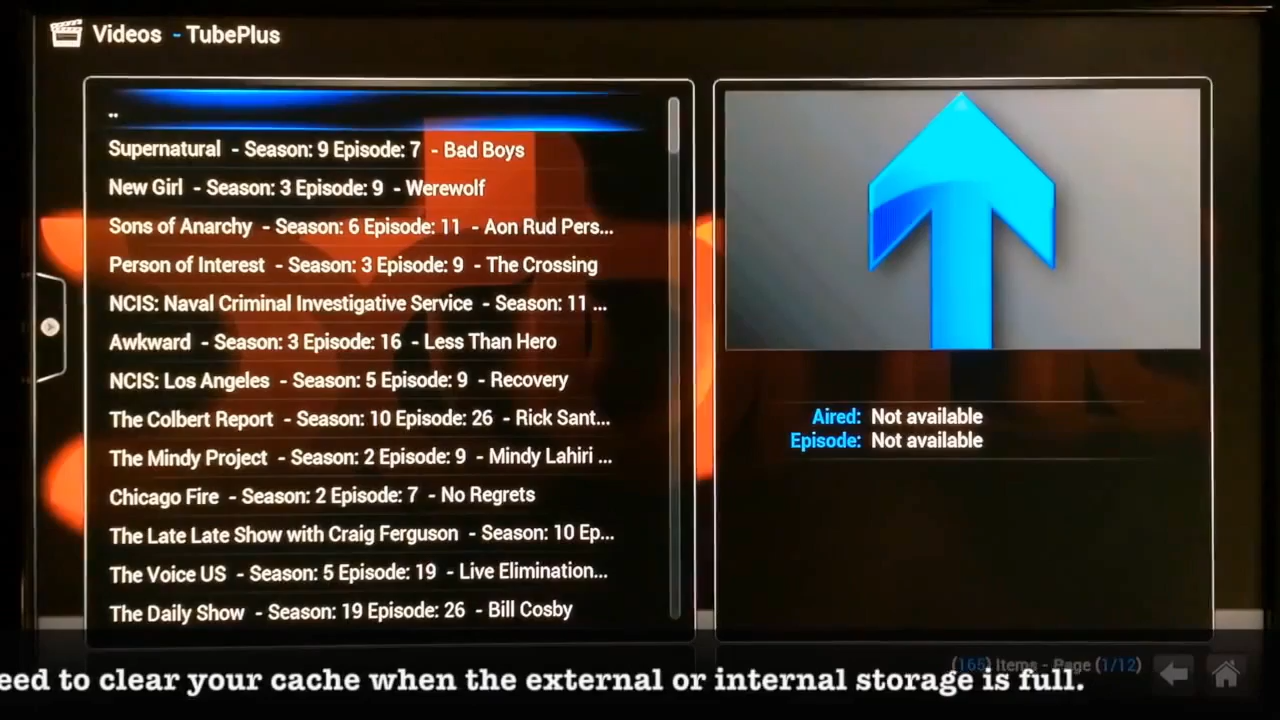 Videos - TubePlus
..
Supernatural - Season: 9 Episode: 7 - Bad Boys
New Girl - Season: 3 Episode: 9 - Werewolf
Sons of Anarchy - Season: 6 Episode: 11 - Aon Rud Pers...
Person of Interest - Season: 3 Episode: 9 - The Crossing
NCIS: Naval Criminal Investigative Service - Season: 11 ...
Awkward - Season: 3 Episode: 16 - Less Than Hero
NCIS: Los Angeles - Season: 5 Episode: 9 - Recovery
The Colbert Report - Season: 10 Episode: 26 - Rick Sant...
The Mindy Project - Season: 2 Episode: 9 - Mindy Lahiri ...
Chicago Fire - Season: 2 Episode: 7 - No Regrets
The Late Late Show with Craig Ferguson - Season: 10 Ep...
The Voice US - Season: 5 Episode: 19 - Live Elimination...
The Daily Show - Season: 19 Episode: 26 - Bill Cosby
Aired: Not available
Episode: Not available
(165) Items - Page (1/12)
eed to clear your cache when the external or internal storage is full.